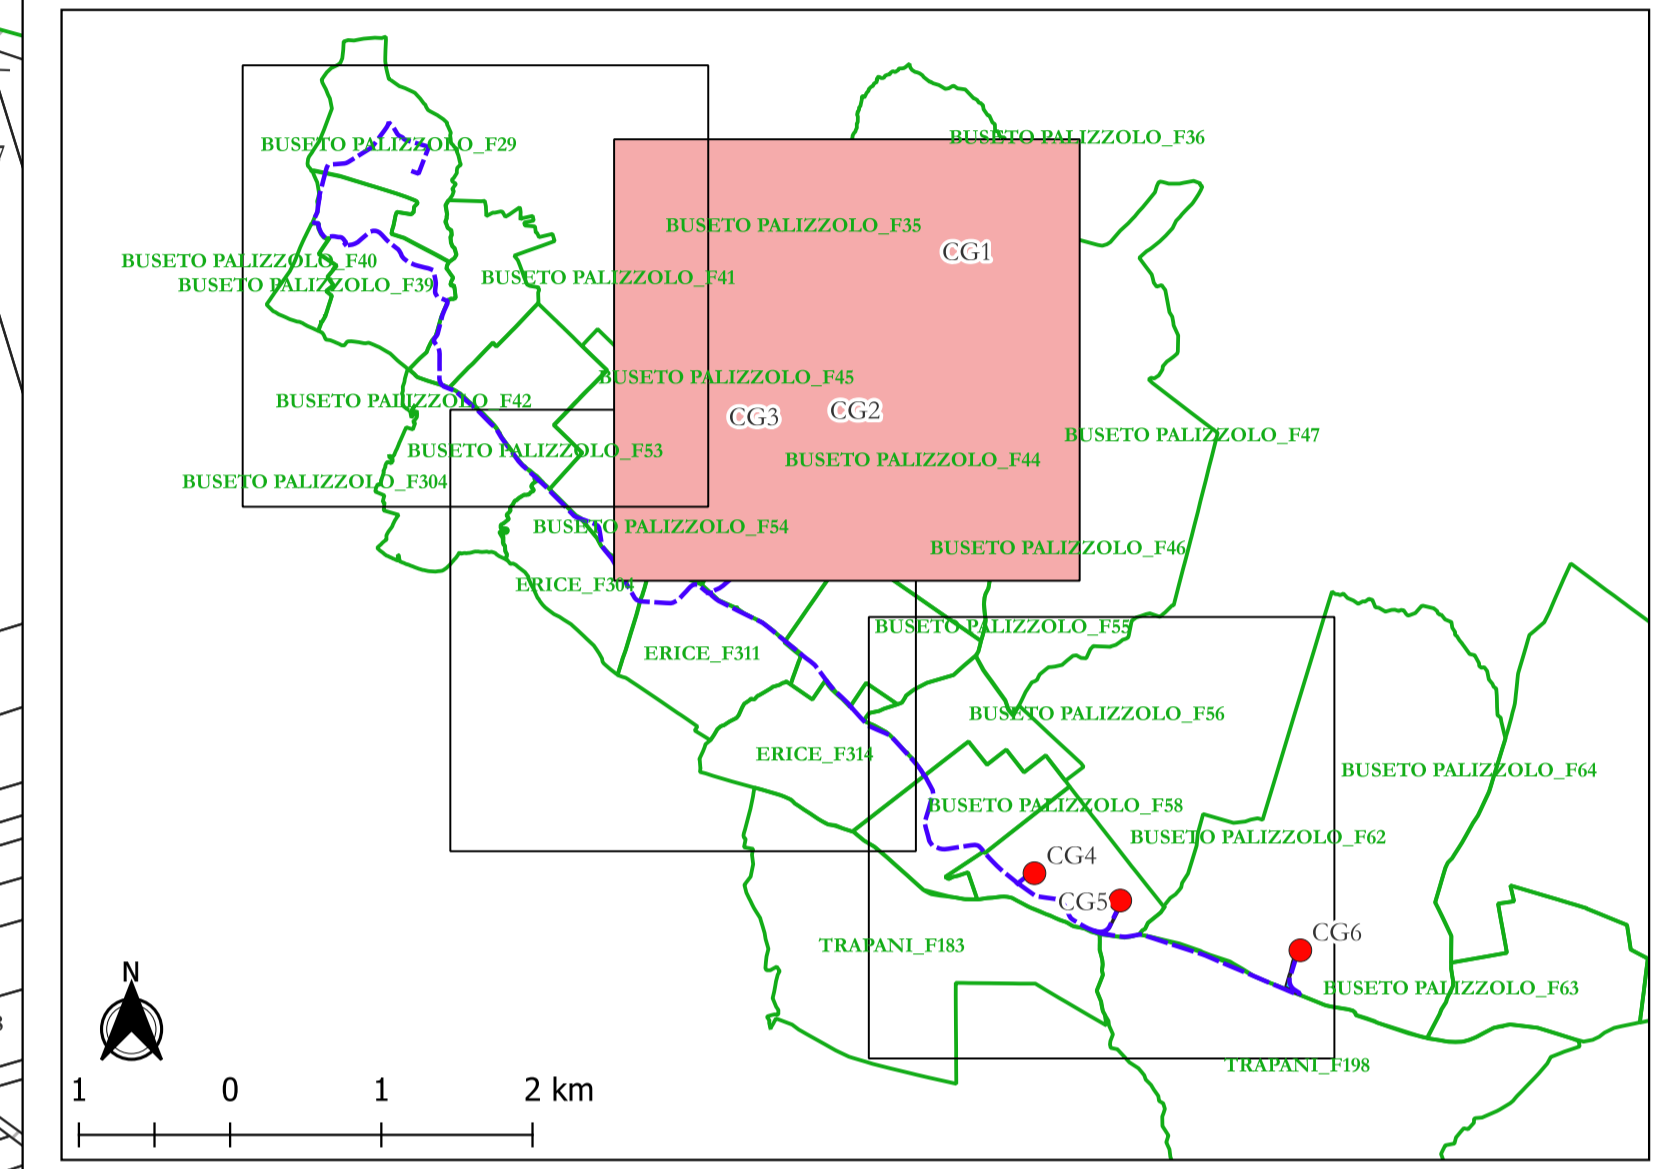 BUSETO PALIZZOLO_F36
BUSETO PALIZZOLO_F29
BUSETO PALIZZOLO_F35
CG1
BUSETO PALIZZOLO_F40
BUSETO PALIZZOLO_F41
BUSETO PALIZZOLO_F39
BUSETO PALIZZOLO_F45
BUSETO PALIZZOLO_F42
CG3
CG2
BUSETO PALIZZOLO_F47
BUSETO PALIZZOLO_F53
BUSETO PALIZZOLO_F44
BUSETO PALIZZOLO_F304
BUSETO PALIZZOLO_F54
BUSETO PALIZZOLO_F46
ERICE_F304
BUSETO PALIZZOLO_F55
ERICE_F311
BUSETO PALIZZOLO_F56
ERICE_F314
BUSETO PALIZZOLO_F64
BUSETO PALIZZOLO_F58
BUSETO PALIZZOLO_F62
CG4
CG5
CG6
TRAPANI_F183
BUSETO PALIZZOLO_F63
TRAPANI_F198
N
1 0 1 2 km